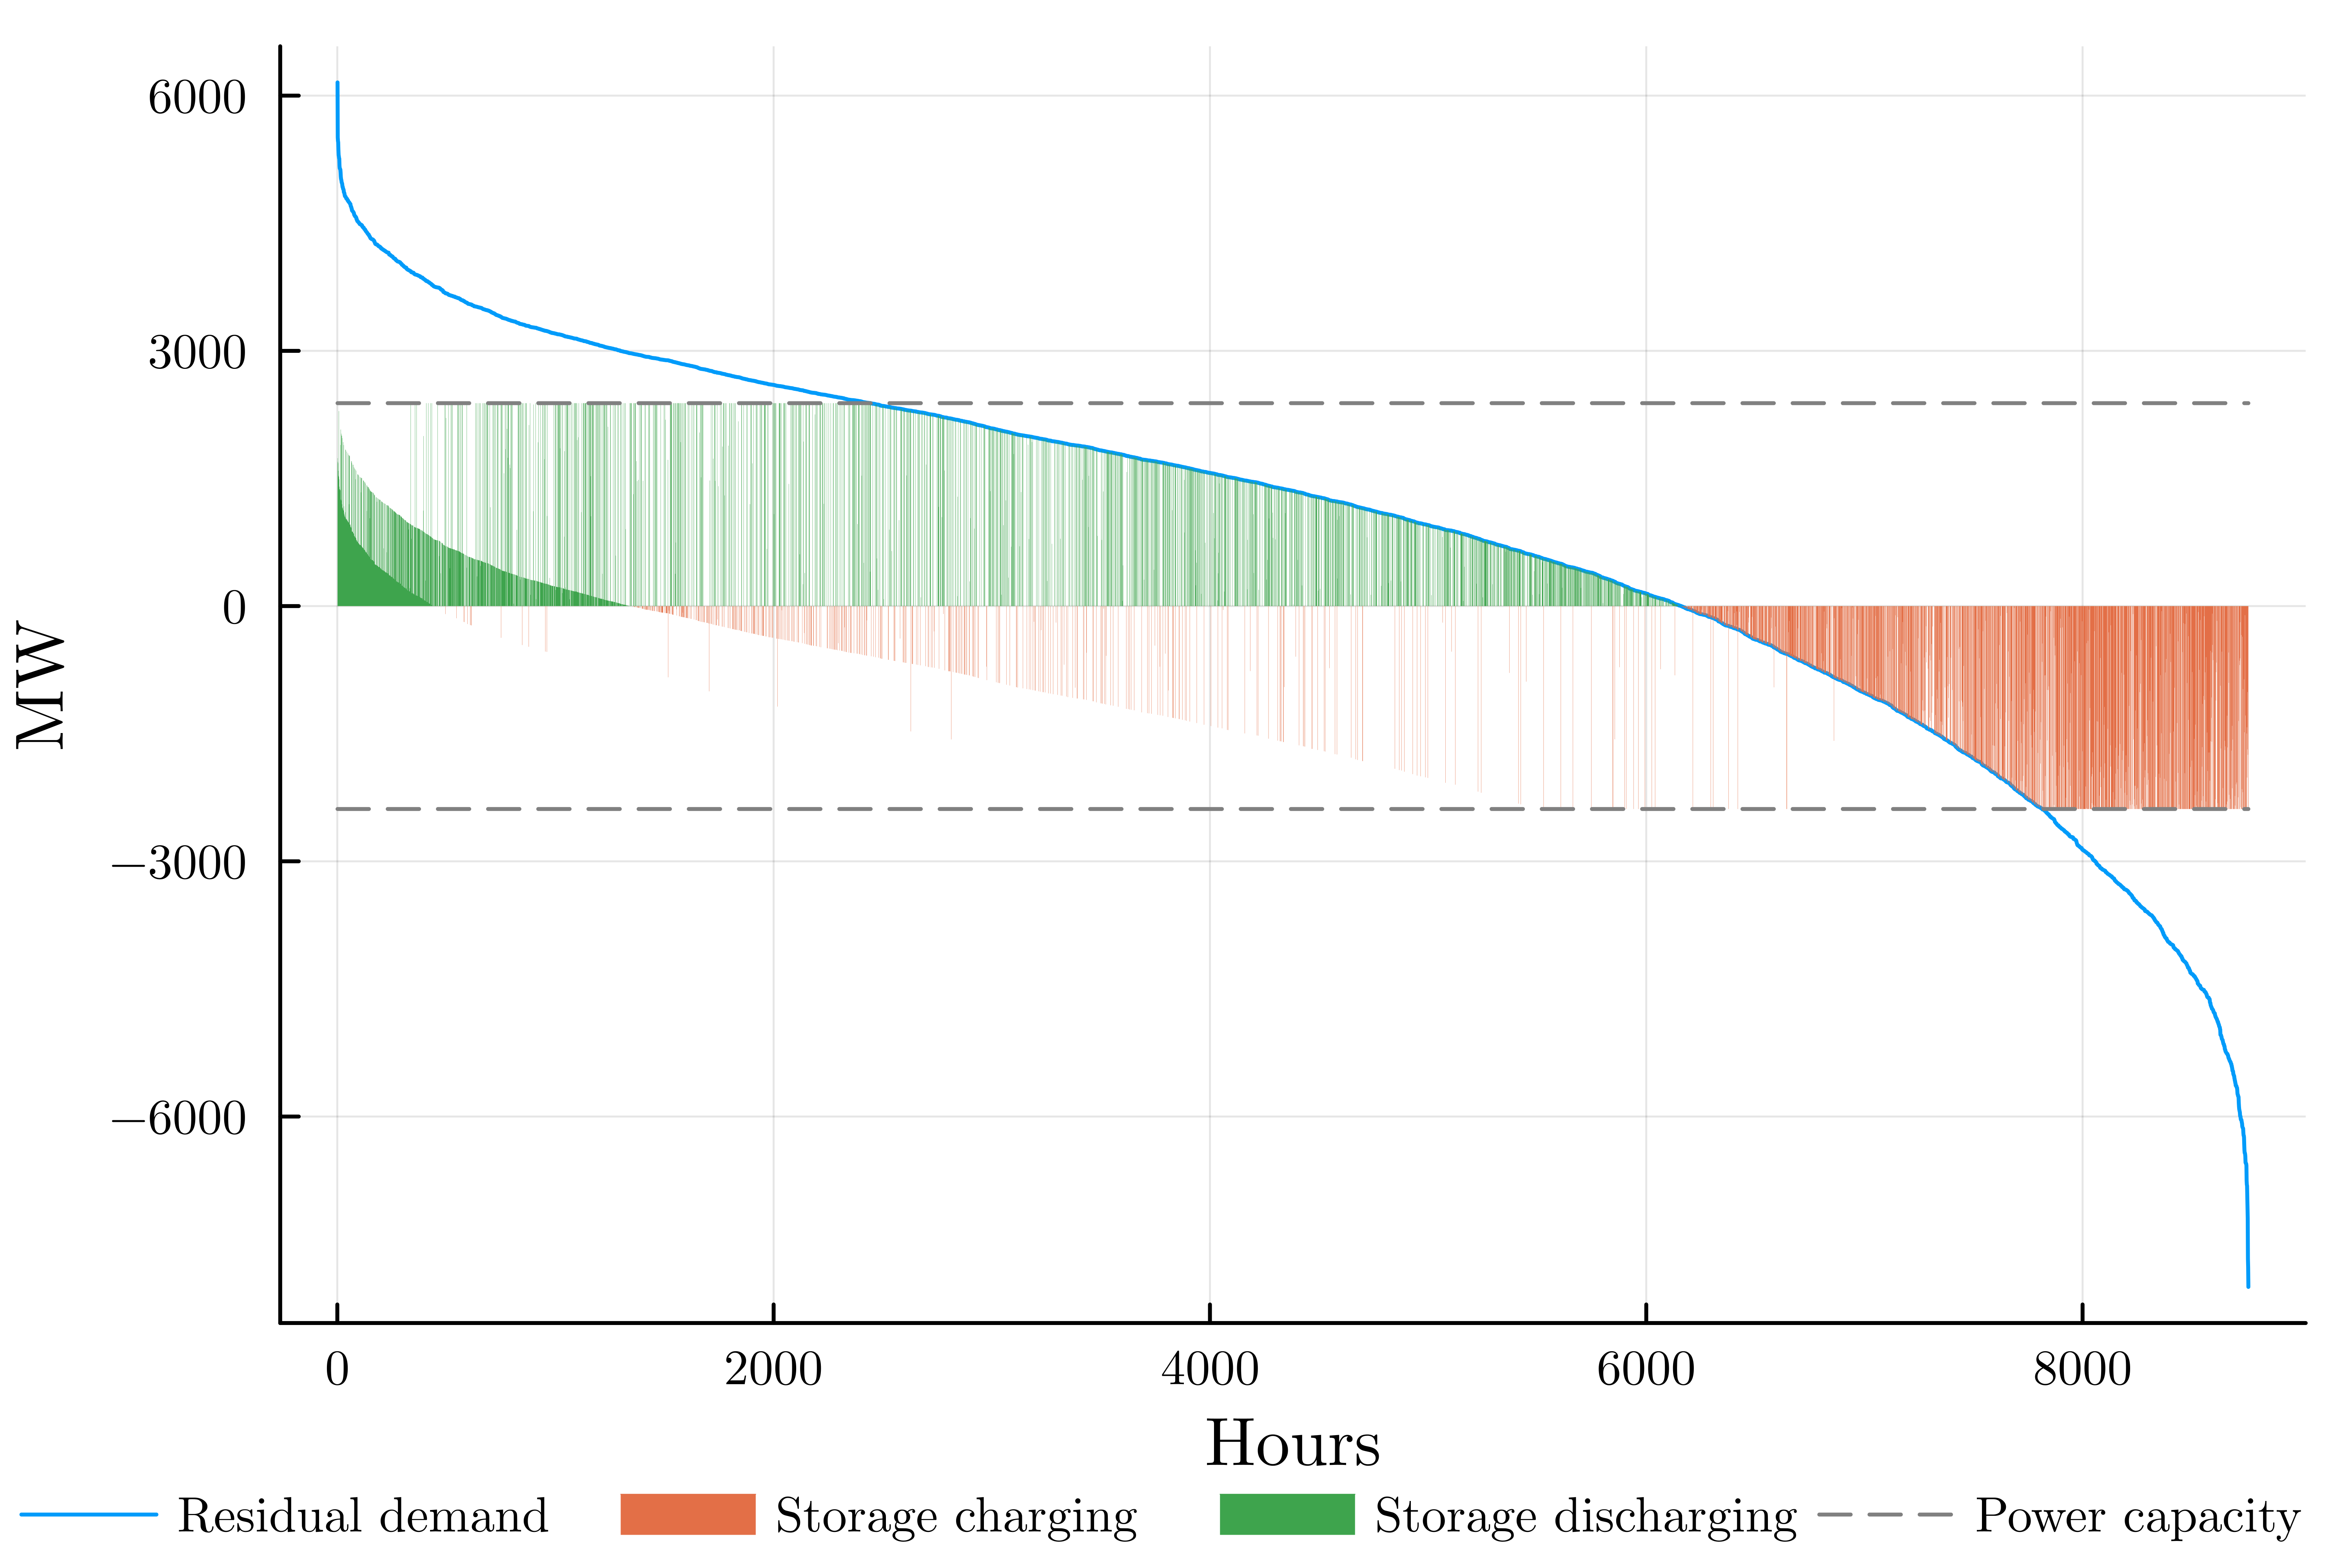 6000
3000
0
−3000
−6000
MW
0 2000 4000 6000 8000
Hours
Residual demand Storage charging Storage discharging Power capacity